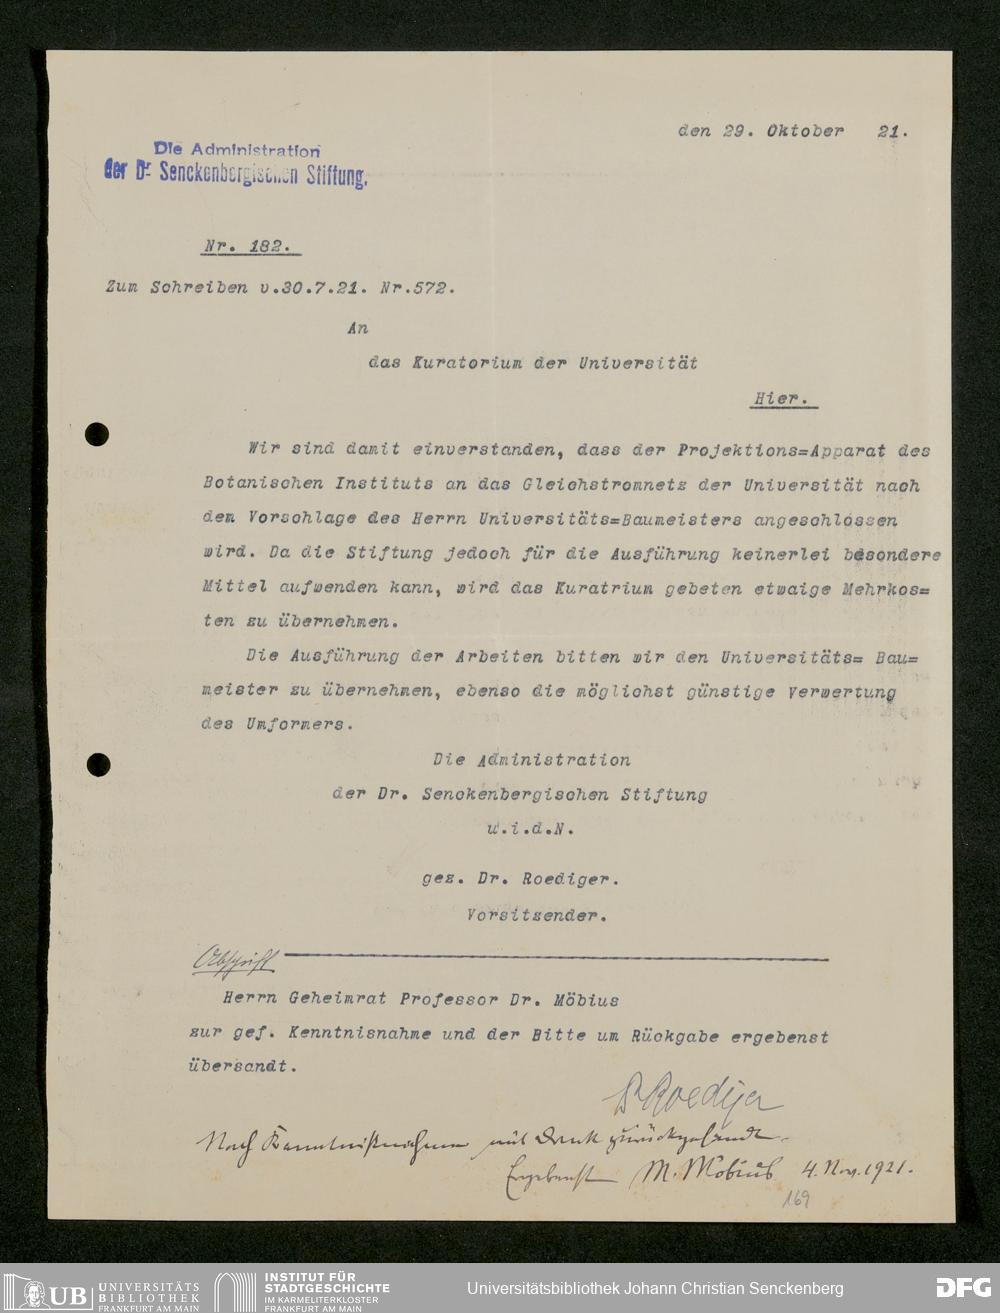 den 29. Oktober 21.
Die Administration
der Dr. Senckenbergischen Stiftung.
Nr. 182.
Zum Schreiben v.30.7.21. Nr.572.
An
das Kuratorium der Universität
Hier.
Wir sind damit einverstanden, dass der Projektions=Apparat des
Botanischen Instituts an das Gleichstromnetz der Universität nach
dem Vorschlage des Herrn Universitäts=Baumeisters angeschlossen
wird. Da die Stiftung jedoch für die Ausführung keinerlei besondere
Mittel aufwenden kann, wird das Kuratrium gebeten etwaige Mehrkos=
ten zu übernehmen.
Die Ausführung der Arbeiten bitten wir den Universitäts= Bau=
meister zu übernehmen, ebenso die möglichst günstige Verwertung
des Umformers.
Die Administration
der Dr. Senckenbergischen Stiftung
u.i.d.N.
gez. Dr. Roediger.
Vorsitzender.
Abschrift
Herrn Geheimrat Professor Dr. Möbius
zur gef. Kenntnisnahme und der Bitte um Rückgabe ergebenst
übersandt.
Dr Roediger
Nach Kenntnißnahme mit Dank zurückgesandt.
Ergebenst M. Möbius 4. Nov. 1921.
169
UB UNIVERSITÄTS
BIBLIOTHEK
FRANKFURT AM MAIN
INSTITUT FÜR
STADTGESCHICHTE
IM KARMELITERKLOSTER
FRANKFURT AM MAIN
Universitätsbibliothek Johann Christian Senckenberg
DFG